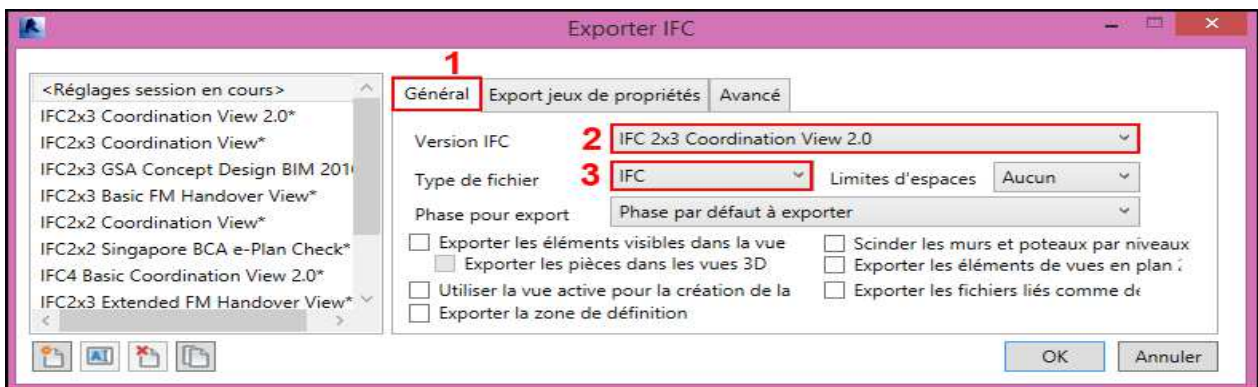 Exporter IFC
1
<Réglages session en cours>
IFC2x3 Coordination View 2.0*
IFC2x3 Coordination View*
IFC2x3 GSA Concept Design BIM 201
IFC2x3 Basic FM Handover View*
IFC2x2 Coordination View*
IFC2x2 Singapore BCA e-Plan Check*
IFC4 Basic Coordination View 2.0*
IFC2x3 Extended FM Handover View*
Général Export jeux de propriétés Avancé
Version IFC 2 IFC 2x3 Coordination View 2.0
Type de fichier 3 IFC Limites d'espaces Aucun
Phase pour export Phase par défaut à exporter
Exporter les éléments visibles dans la vue
Exporter les pièces dans les vues 3D
Utiliser la vue active pour la création de la
Exporter la zone de définition
Scinder les murs et poteaux par niveaux
Exporter les éléments de vues en plan
Exporter les fichiers liés comme de
AI
OK Annuler